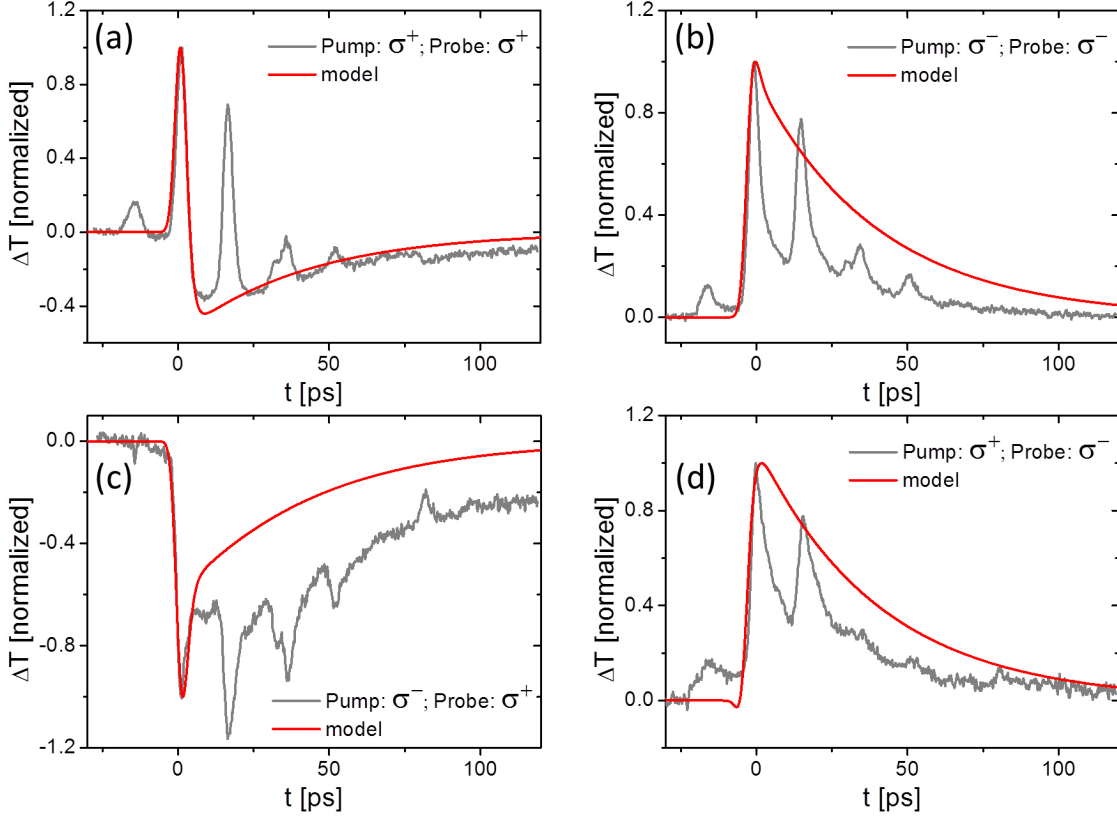 (a)
Pump: σ⁺; Probe: σ⁺
model
ΔT [normalized]
1.2
0.8
0.4
0.0
-0.4
0
50
100
t [ps]
(b)
Pump: σ⁻; Probe: σ⁻
model
ΔT [normalized]
1.2
0.8
0.4
0.0
0
50
100
t [ps]
(c)
Pump: σ⁻; Probe: σ⁺
model
ΔT [normalized]
0.0
-0.4
-0.8
-1.2
0
50
100
t [ps]
(d)
Pump: σ⁺; Probe: σ⁻
model
ΔT [normalized]
1.2
0.8
0.4
0.0
0
50
100
t [ps]